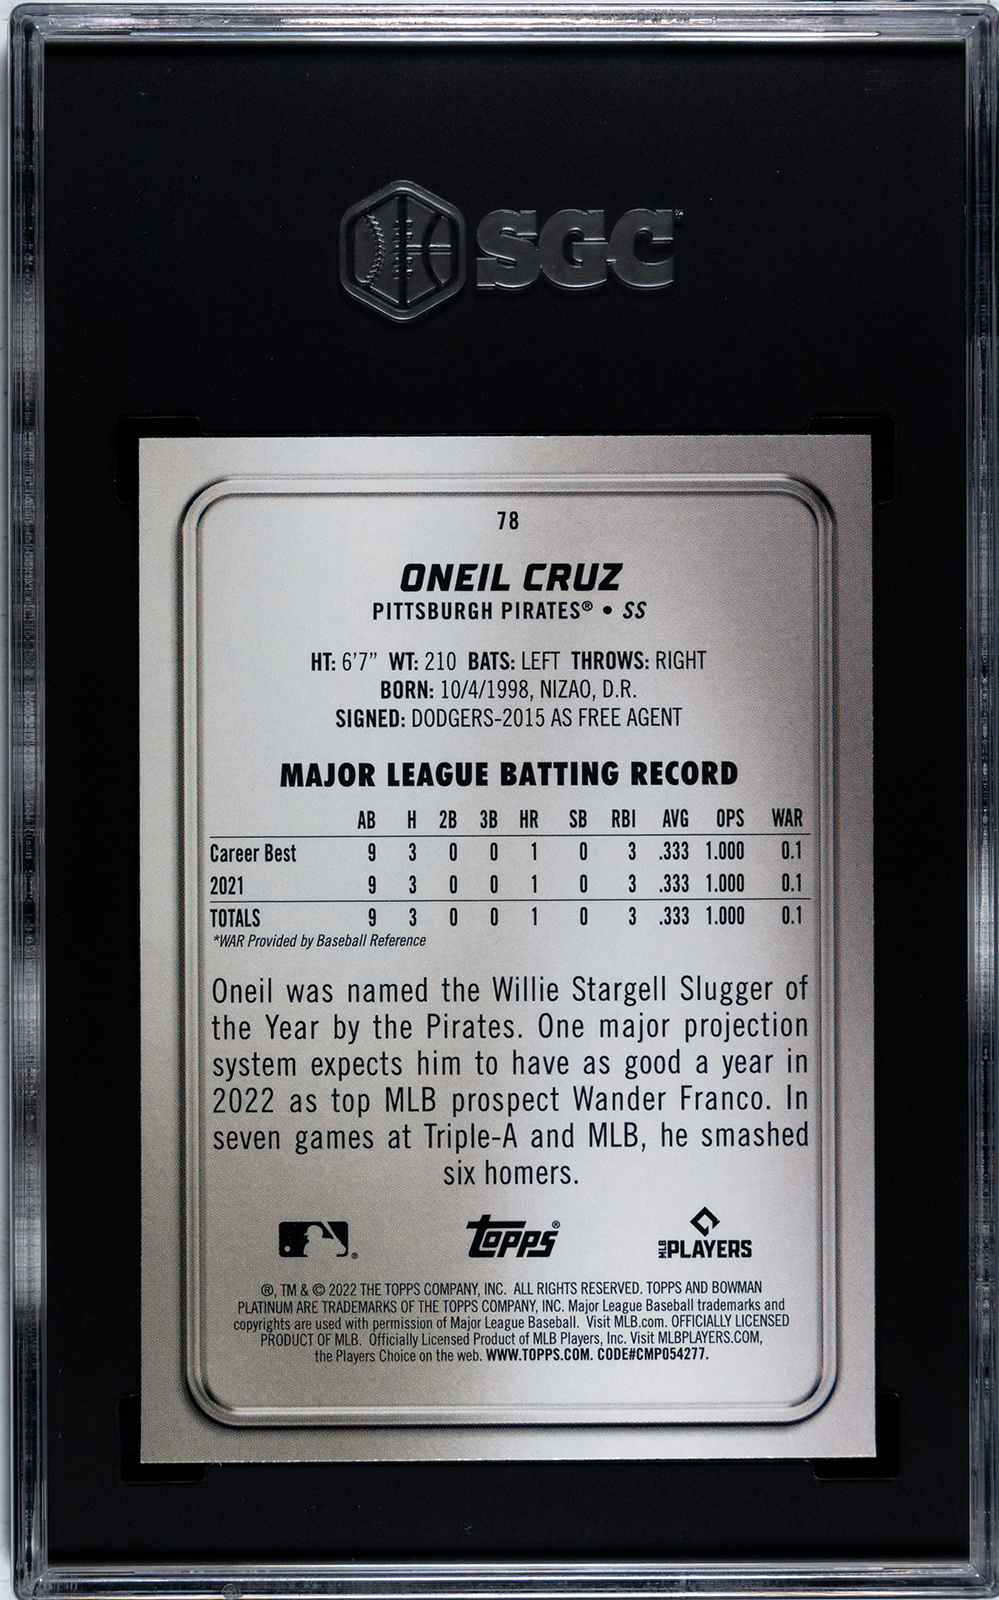 SGC
78
ONEIL CRUZ
PITTSBURGH PIRATES® • SS
HT: 6'7" WT: 210 BATS: LEFT THROWS: RIGHT
BORN: 10/4/1998, NIZAO, D.R.
SIGNED: DODGERS-2015 AS FREE AGENT
MAJOR LEAGUE BATTING RECORD
AB H 2B 3B HR SB RBI AVG OPS WAR
Career Best 9 3 0 0 1 0 3 .333 1.000 0.1
2021 9 3 0 0 1 0 3 .333 1.000 0.1
TOTALS 9 3 0 0 1 0 3 .333 1.000 0.1
*WAR Provided by Baseball Reference
Oneil was named the Willie Stargell Slugger of
the Year by the Pirates. One major projection
system expects him to have as good a year in
2022 as top MLB prospect Wander Franco. In
seven games at Triple-A and MLB, he smashed
six homers.
® Topps® MLB PLAYERS
®, TM & © 2022 THE TOPPS COMPANY, INC. ALL RIGHTS RESERVED. TOPPS AND BOWMAN
PLATINUM ARE TRADEMARKS OF THE TOPPS COMPANY, INC. Major League Baseball trademarks and
copyrights are used with permission of Major League Baseball. Visit MLB.com. OFFICIALLY LICENSED
PRODUCT OF MLB. Officially Licensed Product of MLB Players, Inc. Visit MLBPLAYERS.COM,
the Players Choice on the web. WWW.TOPPS.COM. CODE#CMP054277.